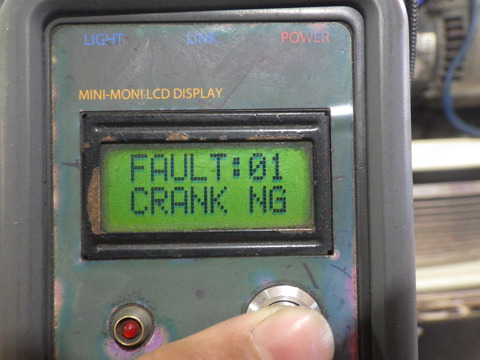 LIGHT LINK POWER
MINI-MONI LCD DISPLAY
FAULT:01
CRANK NG